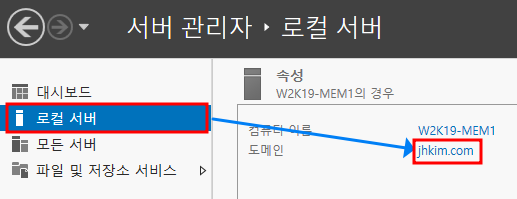 서버 관리자 ▸ 로컬 서버
대시보드
로컬 서버
모든 서버
파일 및 저장소 서비스
속성
W2K19-MEM1의 경우
컴퓨터 이름 W2K19-MEM1
도메인 jhkim.com